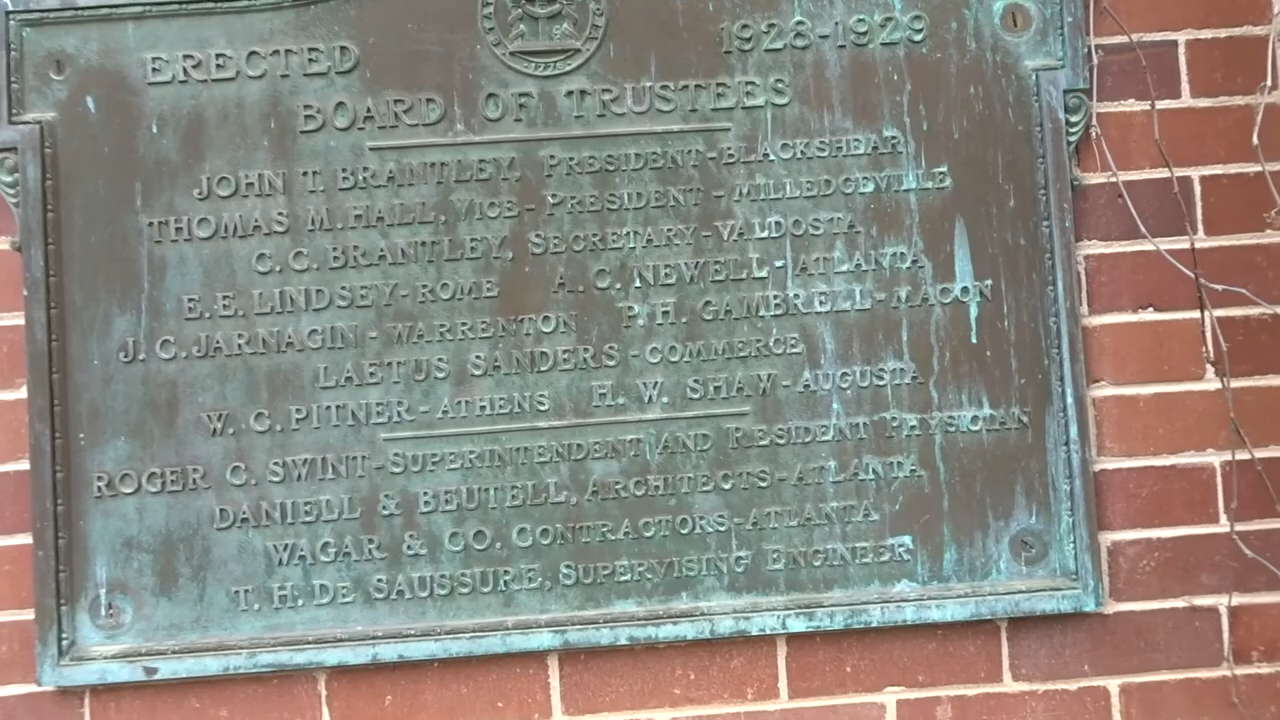 1776
ERECTED 1928-1929
BOARD OF TRUSTEES
JOHN T. BRANTLEY, PRESIDENT-BLACKSHEAR
THOMAS M. HALL, VICE-PRESIDENT-MILLEDGEVILLE
C. C. BRANTLEY, SECRETARY-VALDOSTA
E. E. LINDSEY-ROME A. C. NEWELL-ATLANTA
J. C. JARNAGIN-WARRENTON P. H. GAMBRELL-MACON
LAETUS SANDERS-COMMERCE
W. C. PITNER-ATHENS H. W. SHAW-AUGUSTA
ROGER C. SWINT-SUPERINTENDENT AND RESIDENT PHYSICIAN
DANIELL & BEUTELL, ARCHITECTS-ATLANTA
WAGAR & CO. CONTRACTORS-ATLANTA
T. H. DE SAUSSURE, SUPERVISING ENGINEER